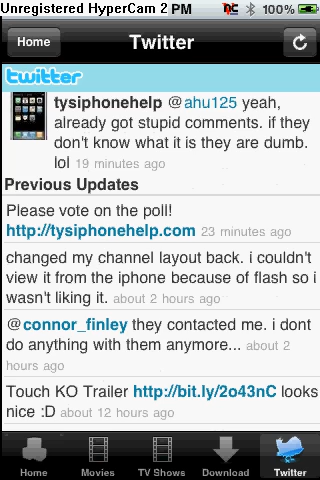 Unregistered HyperCam 2 PM
100%
Home
Twitter
twitter
tysiphonehelp @ahu125 yeah,
already got stupid comments. if they
don't know what it is they are dumb.
lol 19 minutes ago
Previous Updates
Please vote on the poll!
http://tysiphonehelp.com 23 minutes ago
changed my channel layout back. i couldn't
view it from the iphone because of flash so i
wasn't liking it. about 2 hours ago
@connor_finley they contacted me. i dont
do anything with them anymore... about 2
hours ago
Touch KO Trailer http://bit.ly/2o43nC looks
nice :D about 12 hours ago
Home
Movies
TV Shows
Download
Twitter